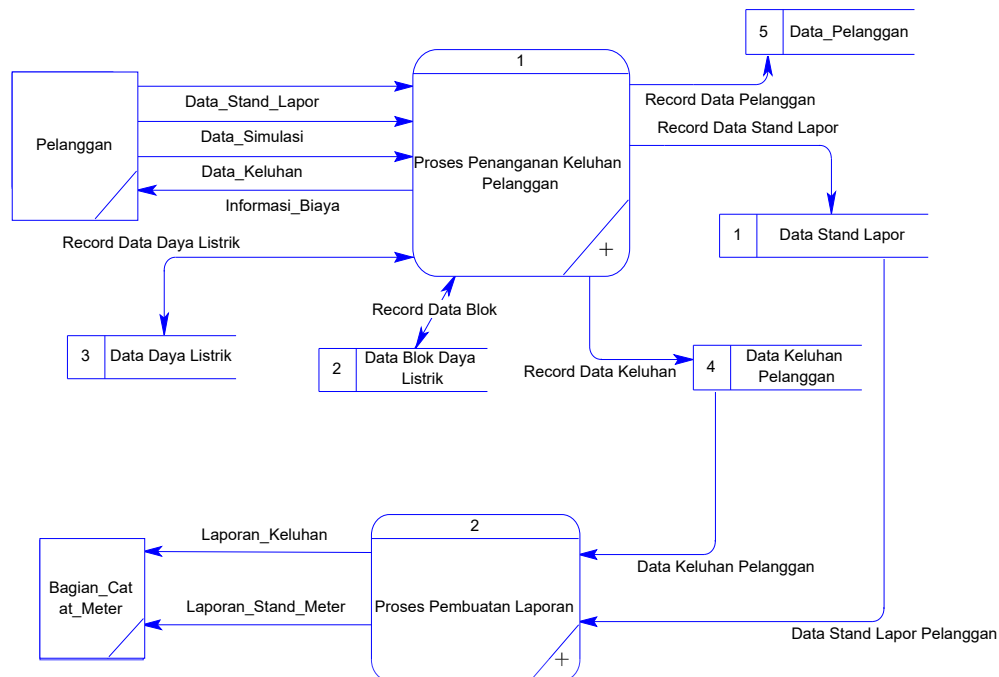 5
Data_Pelanggan
1
Record Data Pelanggan
Data_Stand_Lapor
Record Data Stand Lapor
Data_Simulasi
Pelanggan
Proses Penanganan Keluhan
Pelanggan
Data_Keluhan
Informasi_Biaya
1
Data Stand Lapor
Record Data Daya Listrik
+
Record Data Blok
3
Data Daya Listrik
2
Data Blok Daya
Listrik
Record Data Keluhan
4
Data Keluhan
Pelanggan
2
Laporan_Keluhan
Data Keluhan Pelanggan
Bagian_Cat
at_Meter
Laporan_Stand_Meter
Proses Pembuatan Laporan
Data Stand Lapor Pelanggan
+